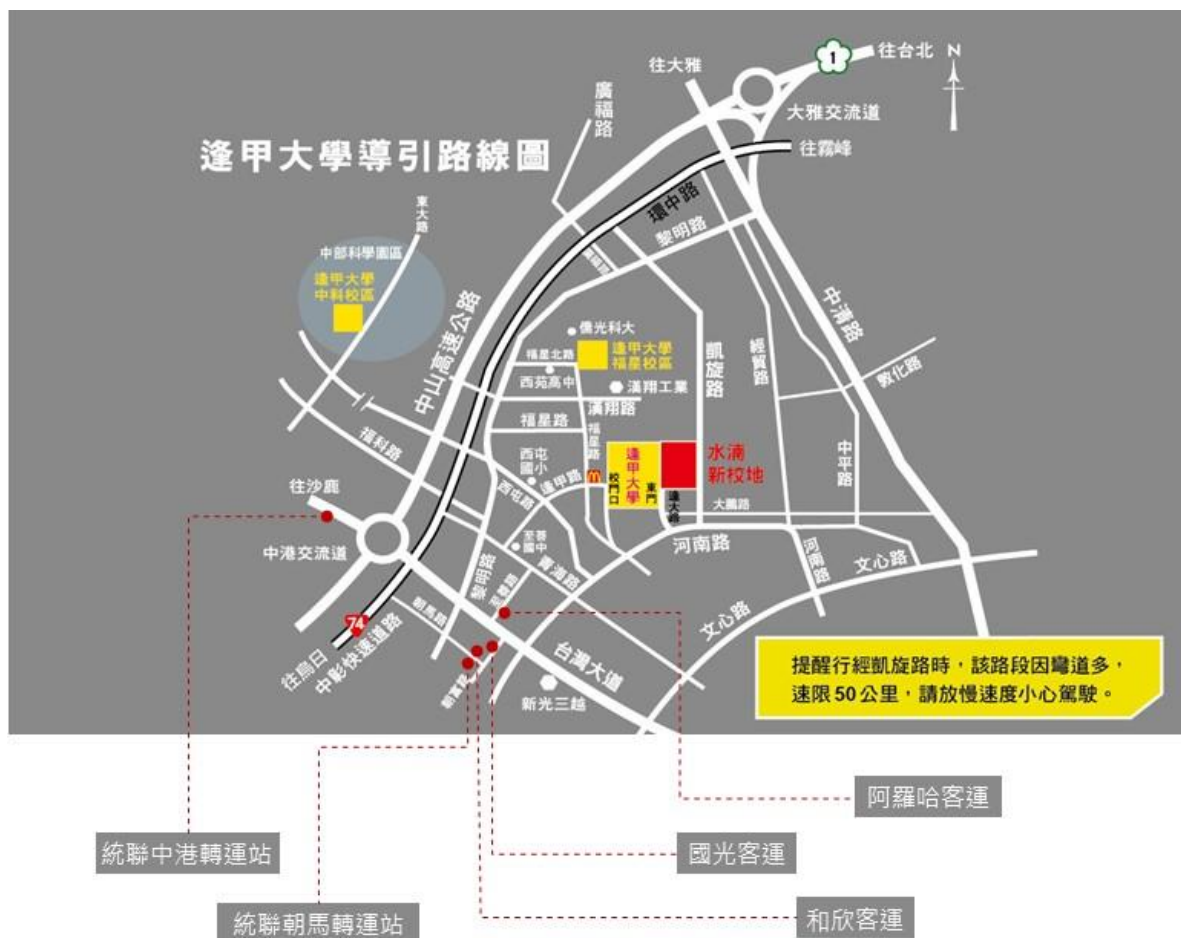 1
往台北
N
往大雅
廣福路
大雅交流道
逢甲大學導引路線圖
往霧峰
環中路
東大路
黎明路
中部科學園區
逢甲大學
中科校區
中山高速公路
中清路
僑光科大
福星北路
逢甲大學
福星校區
凱旋路
經貿路
西苑高中
漢翔工業
敦化路
漢翔路
福星路
福星路
中平路
西屯
國小
逢甲大學
水湳
新校地
福科路
逢甲路
校門口
東門
往沙鹿
西屯路
逢大路
大鵬路
中港交流道
至善
國中
河南路
河南路
文心路
黎明路
青海路
朝馬路
文心路
74
往烏日
中彰快速道路
台灣大道
朝富路
新光三越
提醒行經凱旋路時，該路段因彎道多，
速限50公里，請放慢速度小心駕駛。
阿羅哈客運
統聯中港轉運站
國光客運
統聯朝馬轉運站
和欣客運